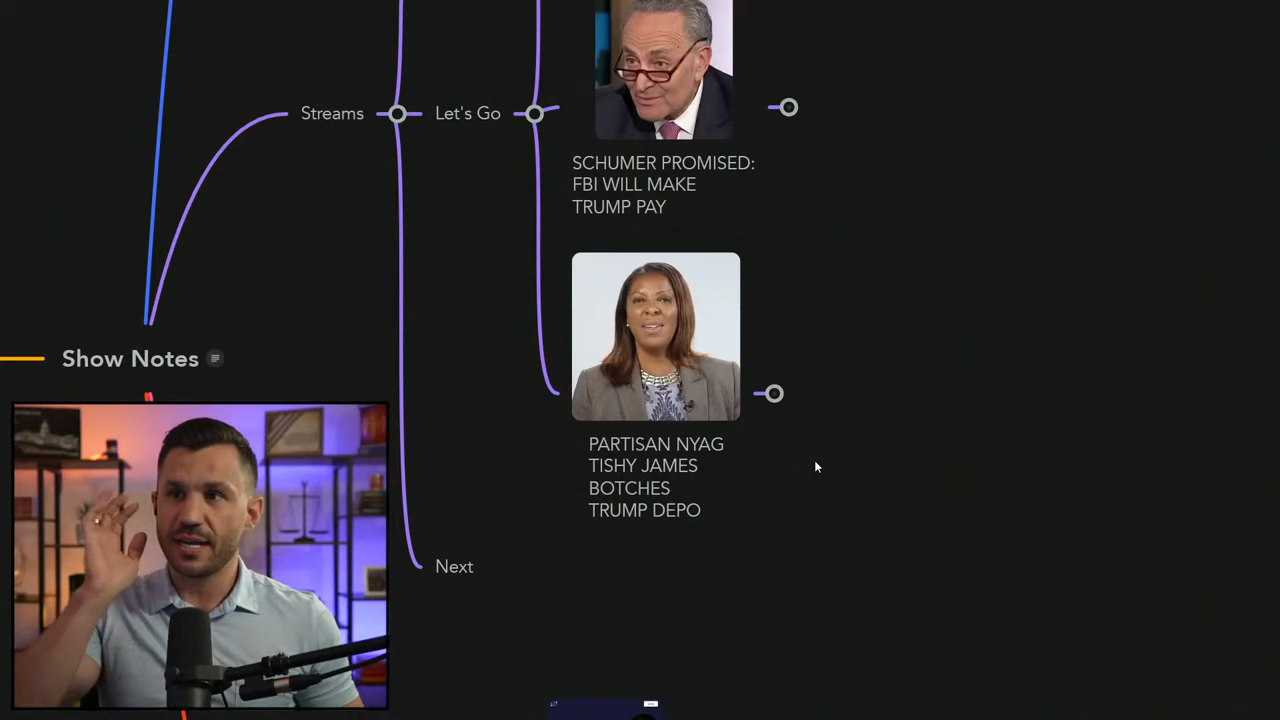 Streams
Let's Go
SCHUMER PROMISED:
FBI WILL MAKE
TRUMP PAY
Show Notes
PARTISAN NYAG
TISHY JAMES
BOTCHES
TRUMP DEPO
Next